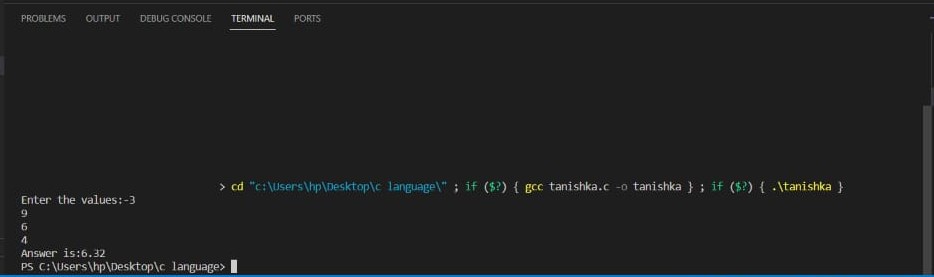 PROBLEMS OUTPUT DEBUG CONSOLE TERMINAL PORTS
> cd "c:\Users\hp\Desktop\c language\" ; if ($?) { gcc tanishka.c -o tanishka } ; if ($?) { .\tanishka }
Enter the values:-3
9
6
4
Answer is:6.32
PS C:\Users\hp\Desktop\c language>